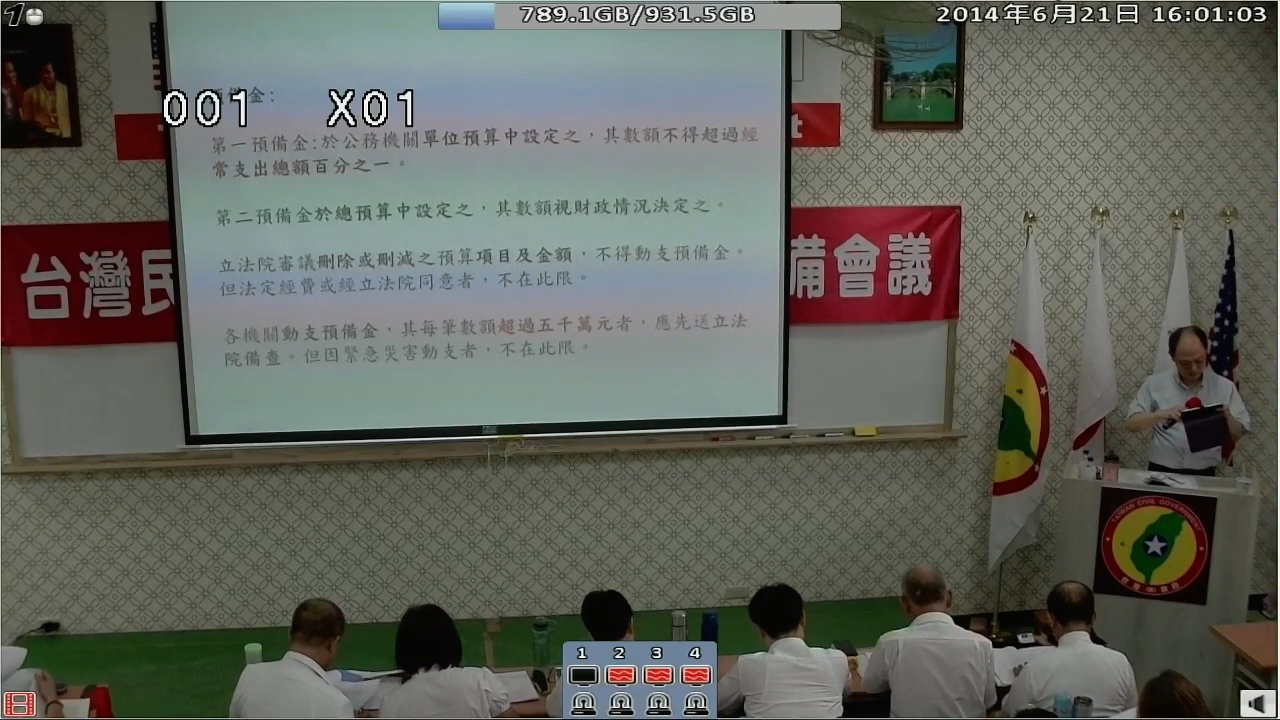 789.1GB/931.5GB
2014年6月21日 16:01:03
001 X01
預備金:
第一預備金:於公務機關單位預算中設定之，其數額不得超過經
常支出總額百分之一。
第二預備金於總預算中設定之，其數額視財政情況決定之。
立法院審議刪除或刪減之預算項目及金額，不得動支預備金。
但法定經費或經立法院同意者，不在此限。
各機關動支預備金，其每筆數額超過五千萬元者，應先送立法
院備查。但因緊急災害動支者，不在此限。
台灣民
備會議
TAIWAN CIVIL GOVERNMENT
1 2 3 4